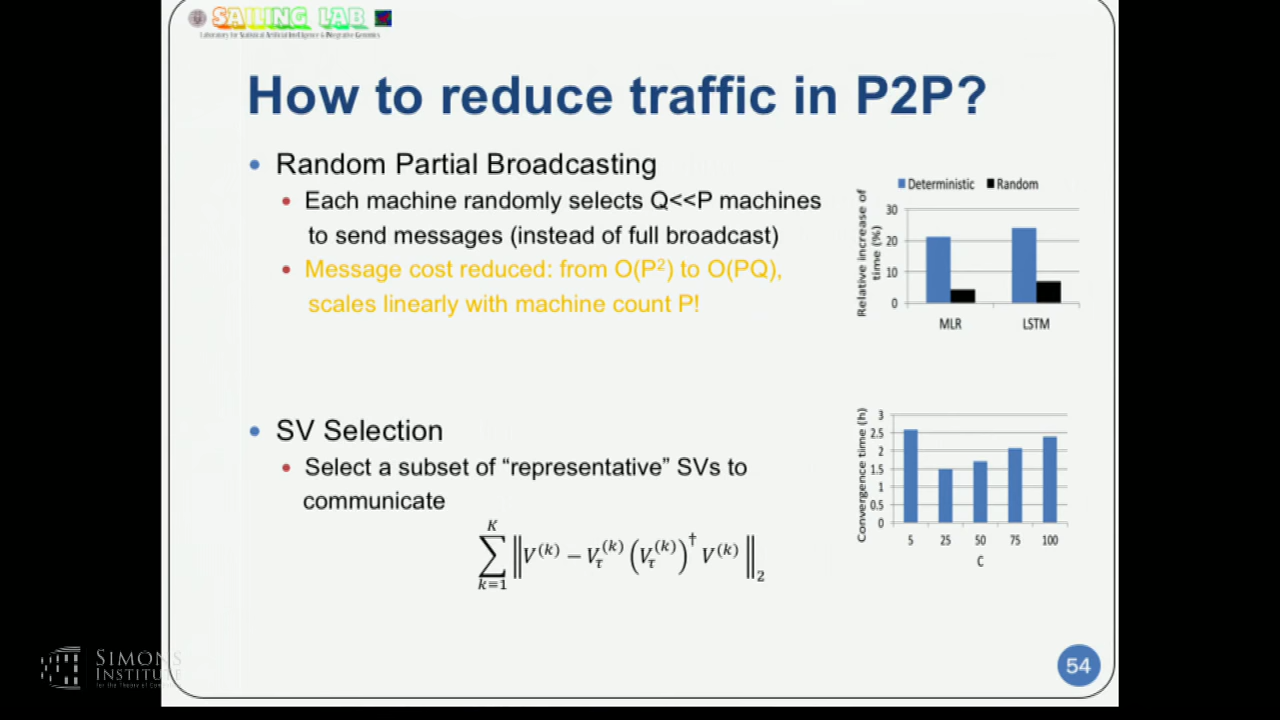 SAILING LAB
Laboratory for Statistical Artificial InteLligence & INtegrative Genomics
How to reduce traffic in P2P?
• Random Partial Broadcasting
• Each machine randomly selects Q<<P machines
to send messages (instead of full broadcast)
• Message cost reduced: from O(P²) to O(PQ),
scales linearly with machine count P!
Deterministic Random
Relative increase of
time (%)
30
20
10
0
MLR LSTM
• SV Selection
• Select a subset of “representative” SVs to
communicate
K
∑ ‖V^(k) − V_τ^(k) (V_τ^(k))^† V^(k)‖_2
k=1
Convergence time (h)
3
2.5
2
1.5
1
0.5
0
5 25 50 75 100
C
54
SIMONS
INSTITUTE